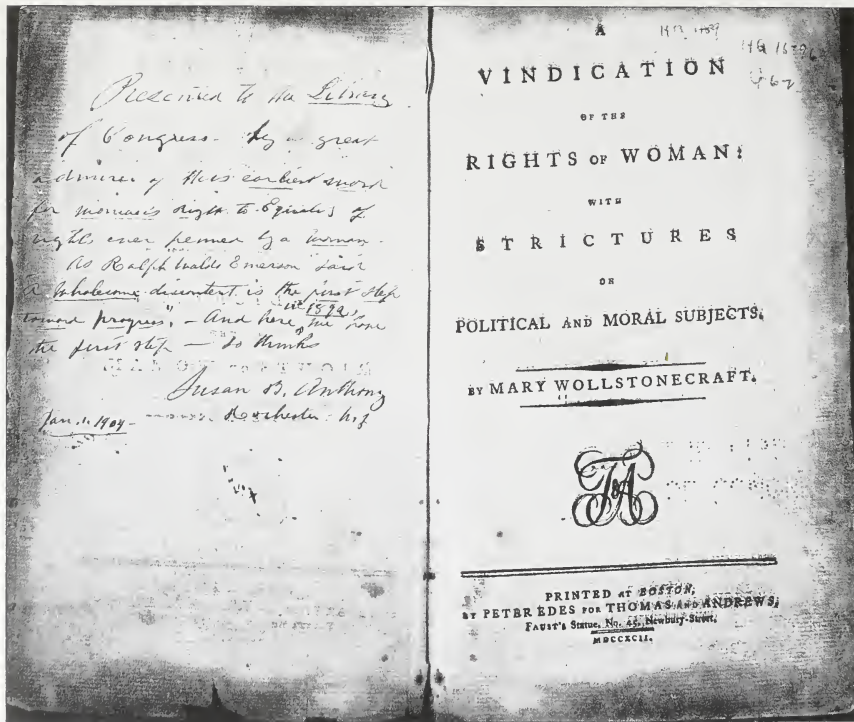 Presented to the Library
of Congress - by a great
admirer of this earliest
for woman's right to Equality of
rights ever penned by a woman.
As Ralph Waldo Emerson said
"A Wholesome discontent is the first step
toward progress." - And here, in 1892, we have
the first step - so thinks
Susan B. Anthony
Rochester N.Y.
Jan. 1. 1904 -
A
VINDICATION
OF THE
RIGHTS OF WOMAN:
WITH
STRICTURES
ON
POLITICAL AND MORAL SUBJECTS.
BY MARY WOLLSTONECRAFT.
T&A
PRINTED AT BOSTON,
BY PETER EDES FOR THOMAS AND ANDREWS,
FAUST'S Statue, No. 45, Newbury-Street,
MDCCXCII.